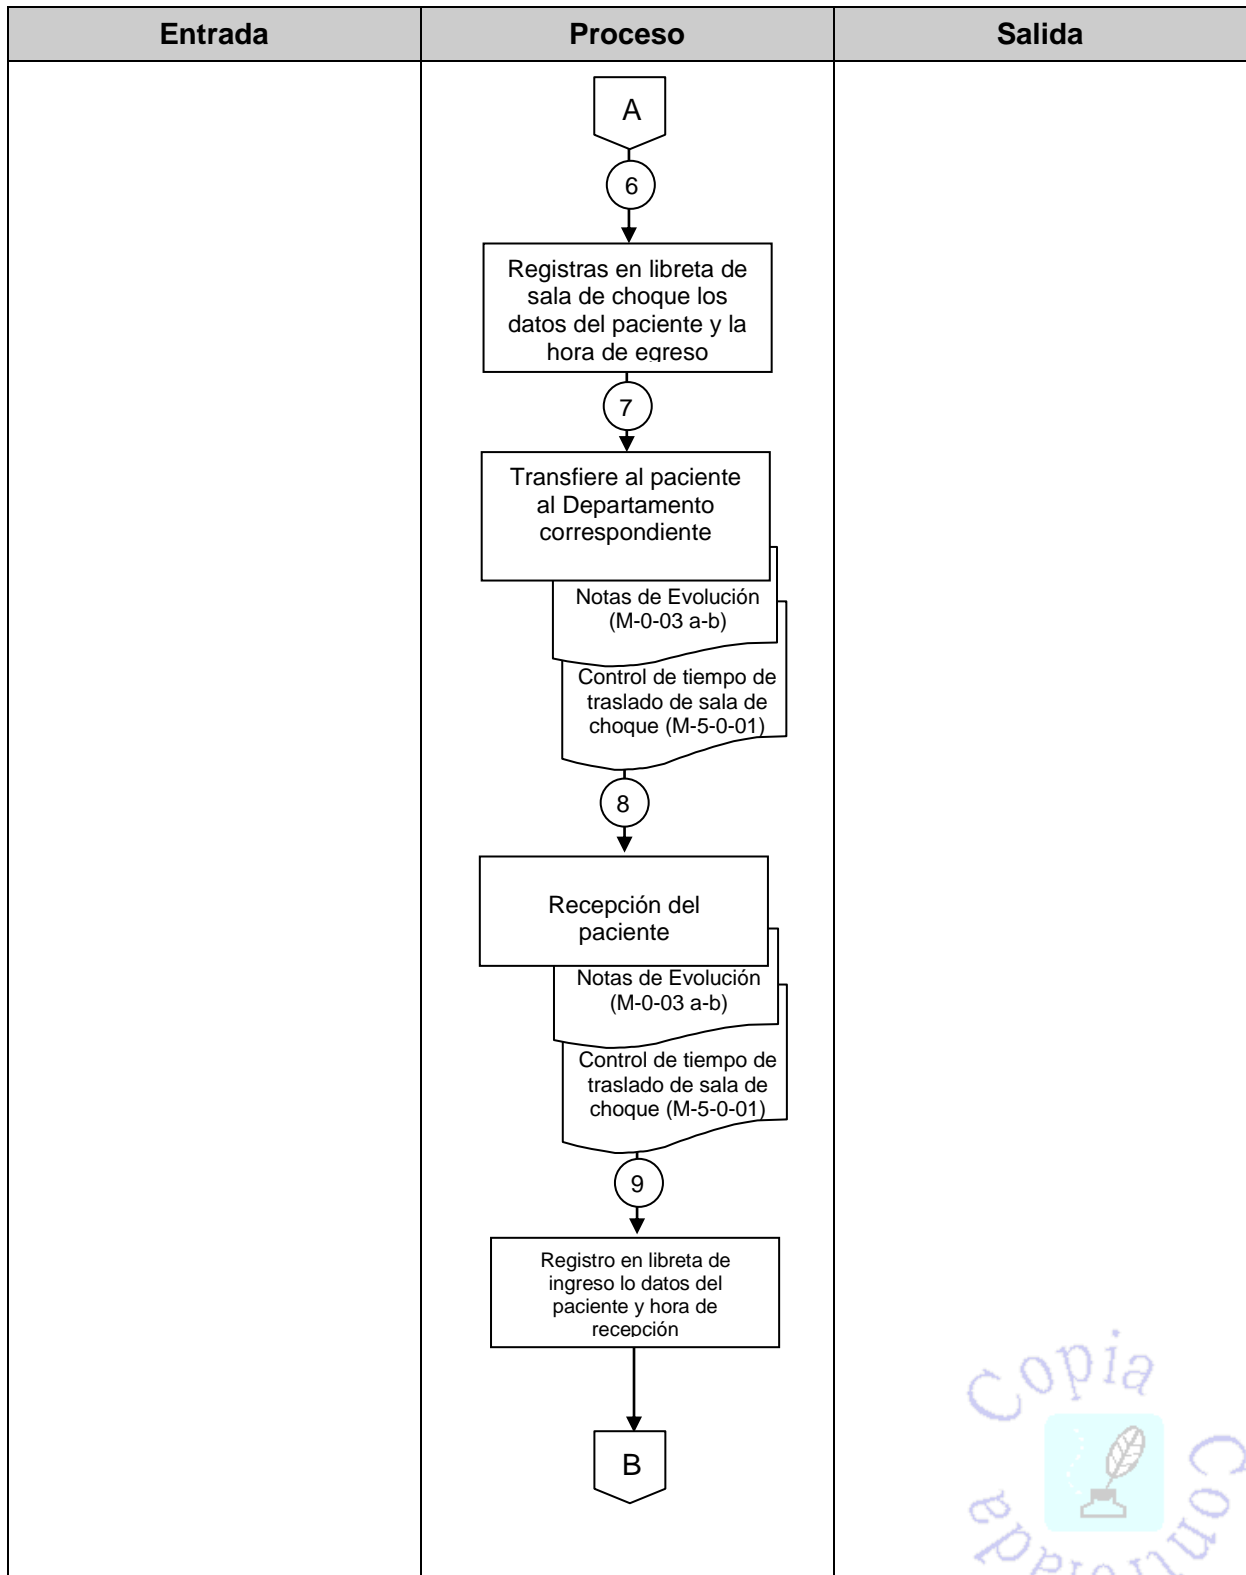 Entrada
Proceso
Salida
A
6
Registras en libreta de
sala de choque los
datos del paciente y la
hora de egreso
7
Transfiere al paciente
al Departamento
correspondiente
Notas de Evolución
(M-0-03 a-b)
Control de tiempo de
traslado de sala de
choque (M-5-0-01)
8
Recepción del
paciente
Notas de Evolución
(M-0-03 a-b)
Control de tiempo de
traslado de sala de
choque (M-5-0-01)
9
Registro en libreta de
ingreso lo datos del
paciente y hora de
recepción
B
Copia
Controlada